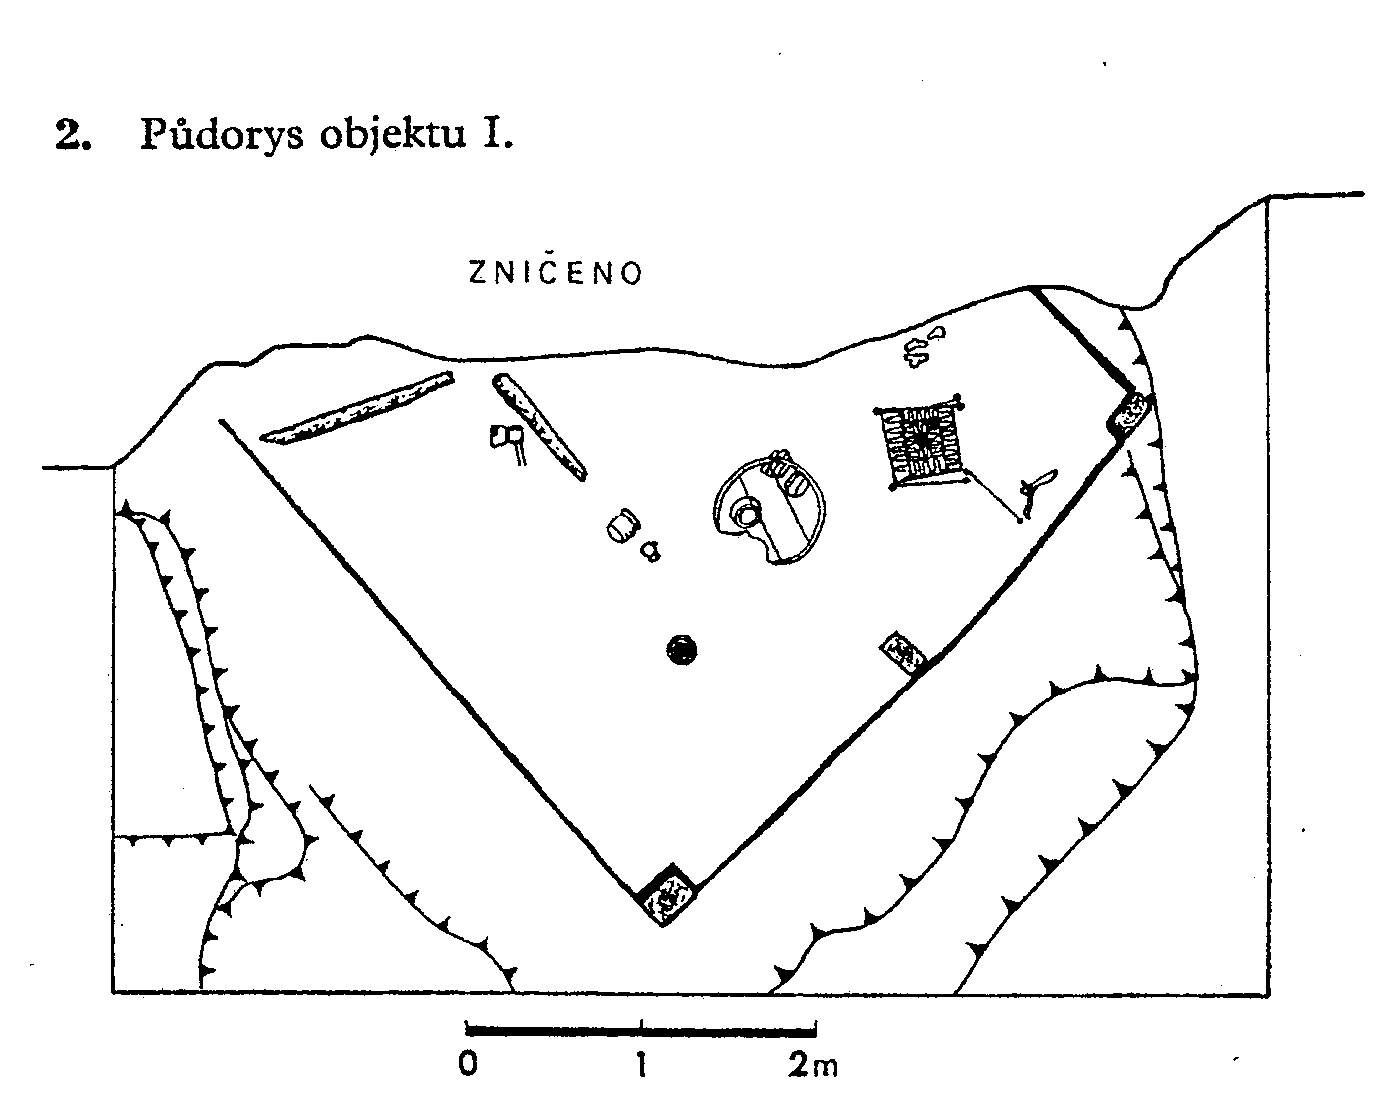 2. Půdorys objektu I.
ZNIČENO
0 1 2m